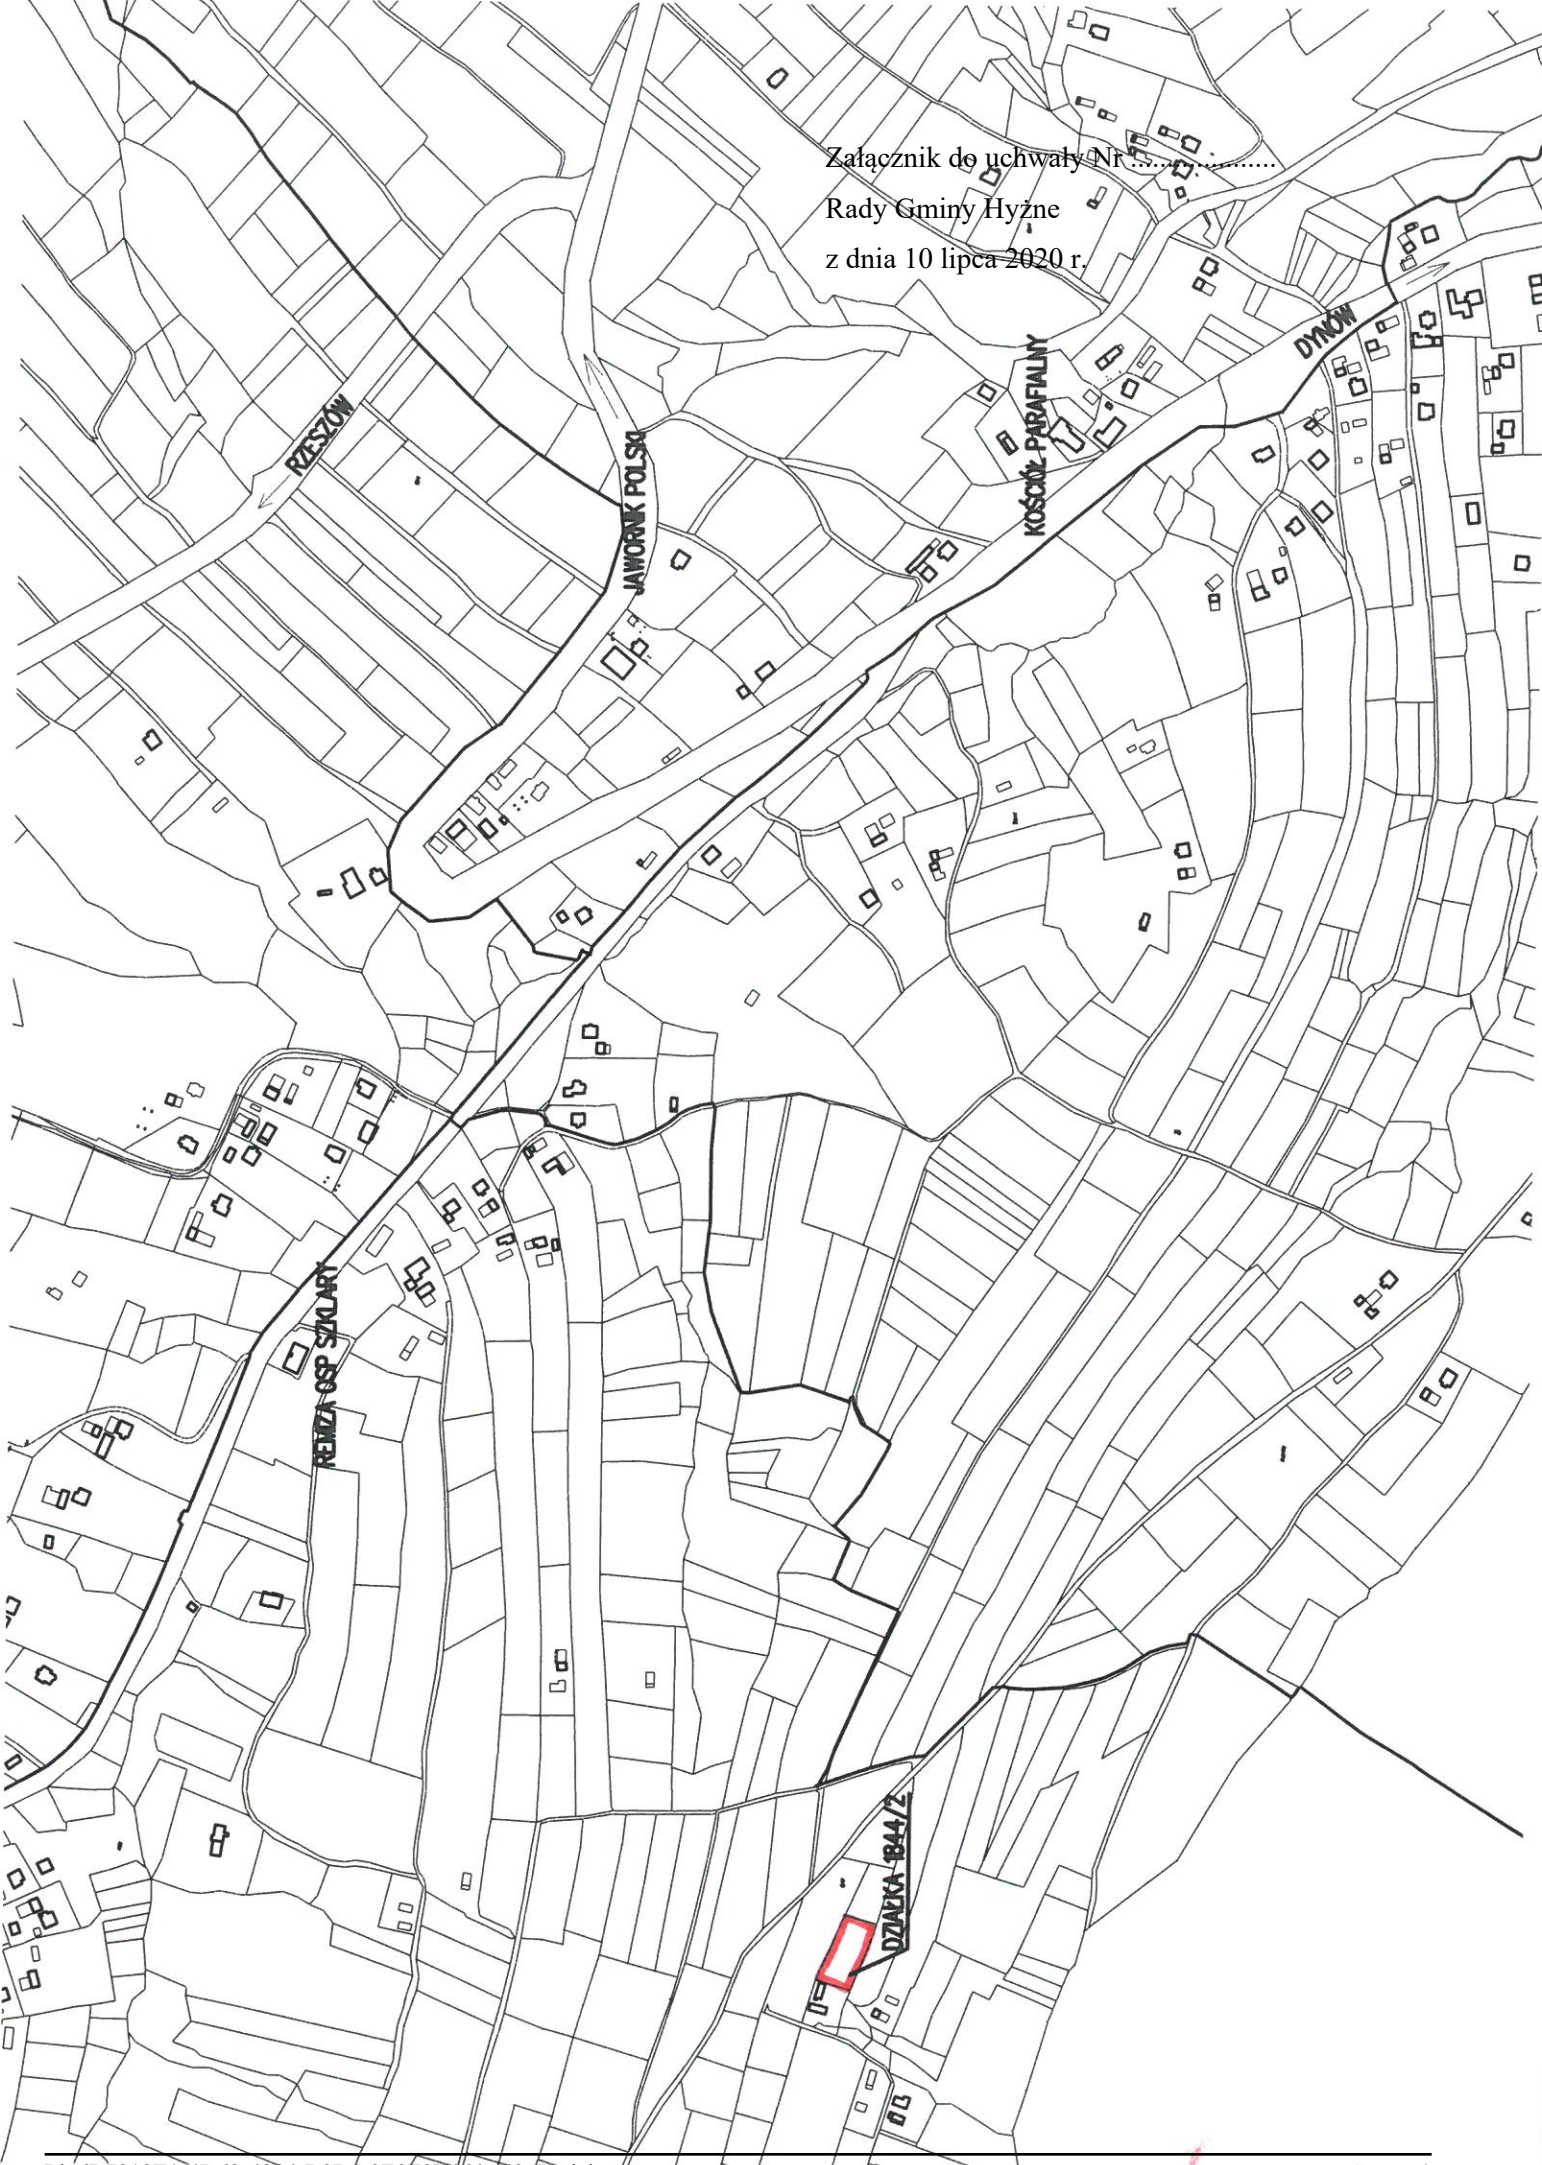 Załącznik do uchwały Nr ....................
Rady Gminy Hyżne
z dnia 10 lipca 2020 r.
DYNÓW
KOŚCIÓŁ PARAFIALNY
RZESZÓW
JAWORNIK POLSKI
REMIZA OSP SZKLARY
DZIAŁKA 1844/2